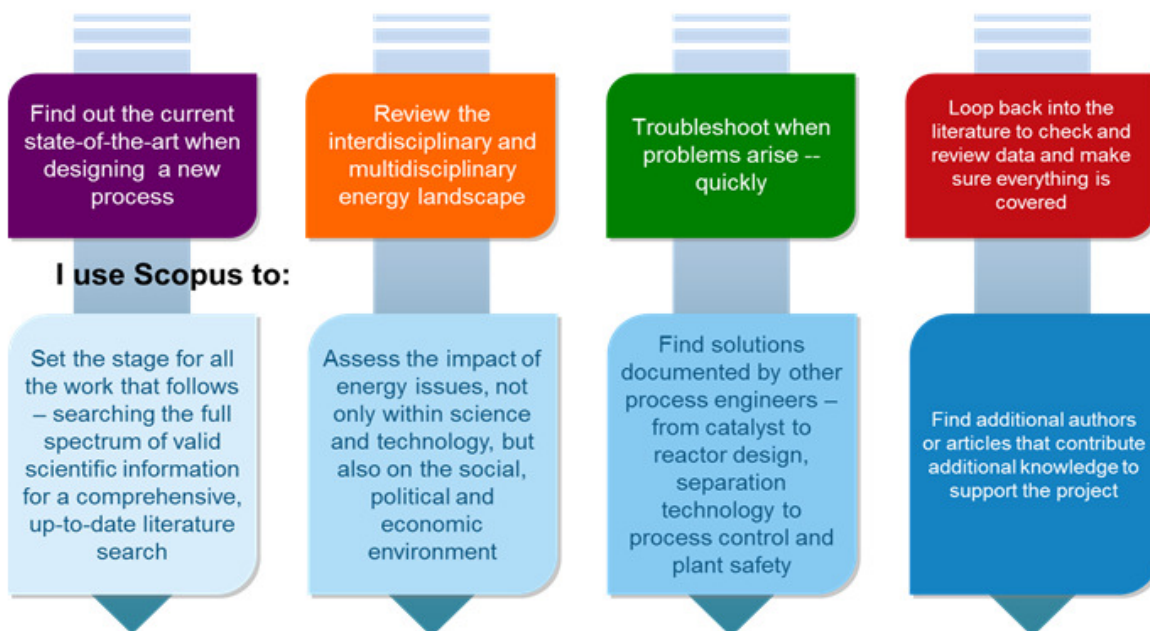 Find out the current
state-of-the-art when
designing a new
process
Review the
interdisciplinary and
multidisciplinary
energy landscape
Troubleshoot when
problems arise --
quickly
Loop back into the
literature to check and
review data and make
sure everything is
covered
I use Scopus to:
Set the stage for all
the work that follows
– searching the full
spectrum of valid
scientific information
for a comprehensive,
up-to-date literature
search
Assess the impact of
energy issues, not
only within science
and technology, but
also on the social,
political and
economic
environment
Find solutions
documented by other
process engineers –
from catalyst to
reactor design,
separation
technology to
process control and
plant safety
Find additional authors
or articles that contribute
additional knowledge to
support the project